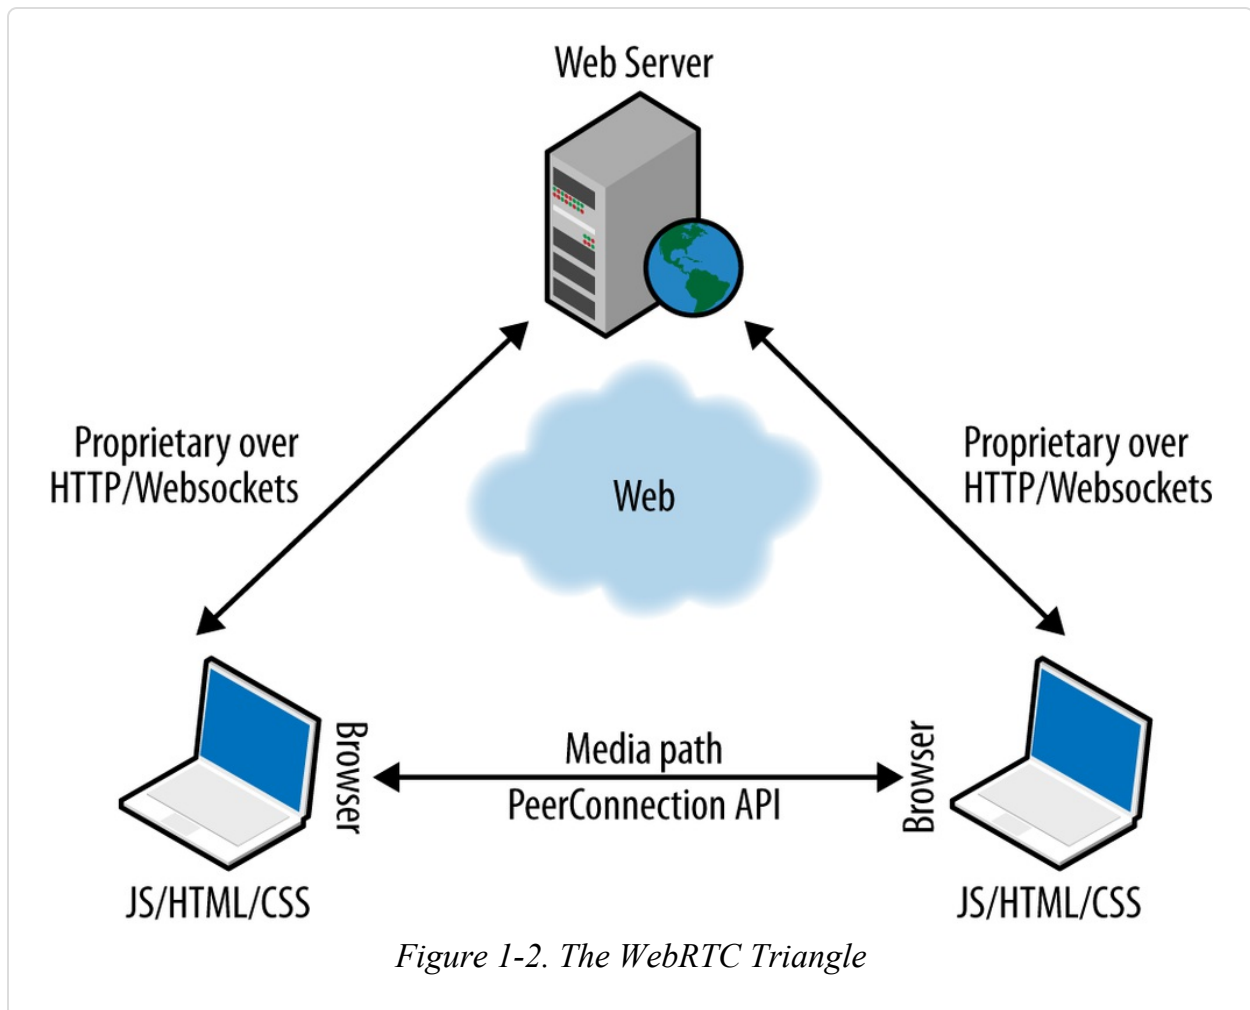 Web Server
Proprietary over
HTTP/Websockets
Proprietary over
HTTP/Websockets
Web
Browser
Media path
PeerConnection API
Browser
JS/HTML/CSS
JS/HTML/CSS
Figure 1-2. The WebRTC Triangle